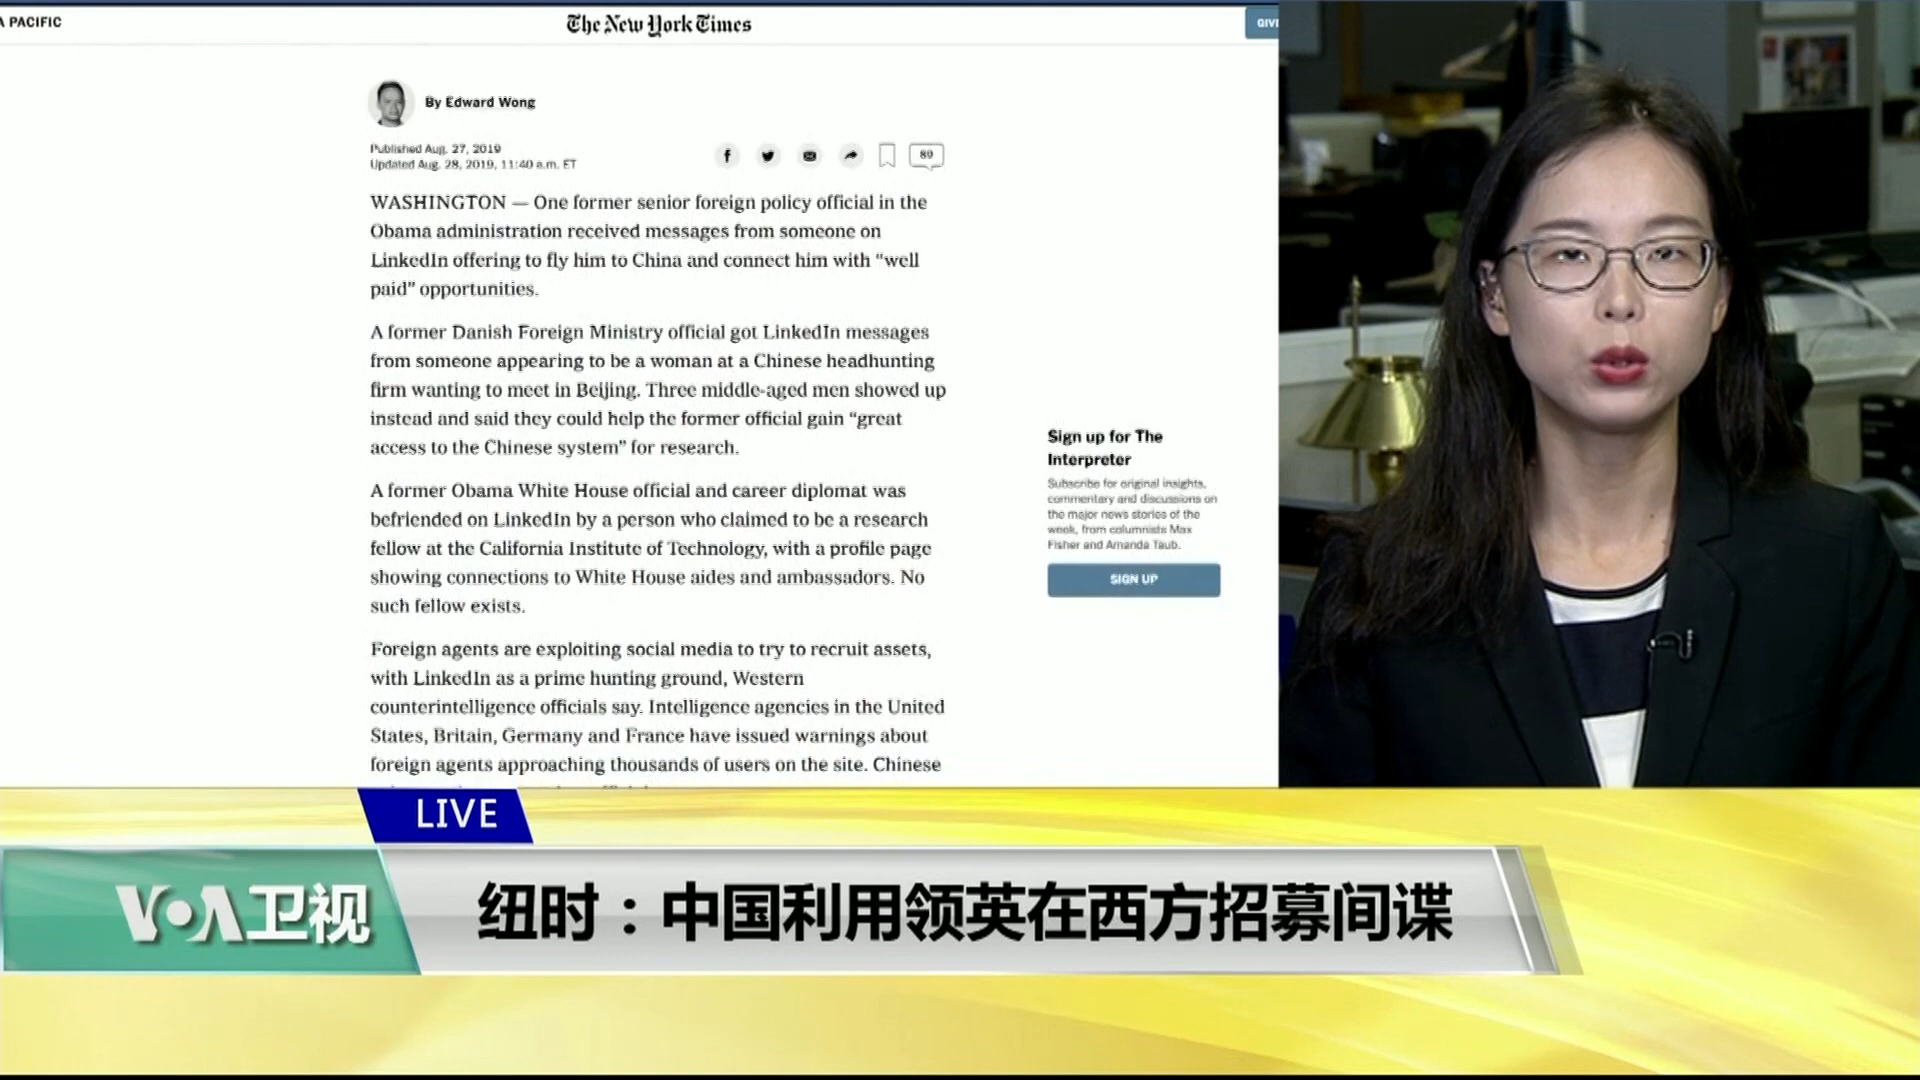 A PACIFIC
The New York Times
GIVE
By Edward Wong
Published Aug. 27, 2019
Updated Aug. 28, 2019, 11:40 a.m. ET
89
WASHINGTON — One former senior foreign policy official in the
Obama administration received messages from someone on
LinkedIn offering to fly him to China and connect him with “well
paid” opportunities.
A former Danish Foreign Ministry official got LinkedIn messages
from someone appearing to be a woman at a Chinese headhunting
firm wanting to meet in Beijing. Three middle-aged men showed up
instead and said they could help the former official gain “great
access to the Chinese system” for research.
A former Obama White House official and career diplomat was
befriended on LinkedIn by a person who claimed to be a research
fellow at the California Institute of Technology, with a profile page
showing connections to White House aides and ambassadors. No
such fellow exists.
Foreign agents are exploiting social media to try to recruit assets,
with LinkedIn as a prime hunting ground, Western
counterintelligence officials say. Intelligence agencies in the United
States, Britain, Germany and France have issued warnings about
foreign agents approaching thousands of users on the site. Chinese
Sign up for The
Interpreter
Subscribe for original insights,
commentary and discussions on
the major news stories of the
week, from columnists Max
Fisher and Amanda Taub.
SIGN UP
LIVE
VOA卫视
纽时：中国利用领英在西方招募间谍